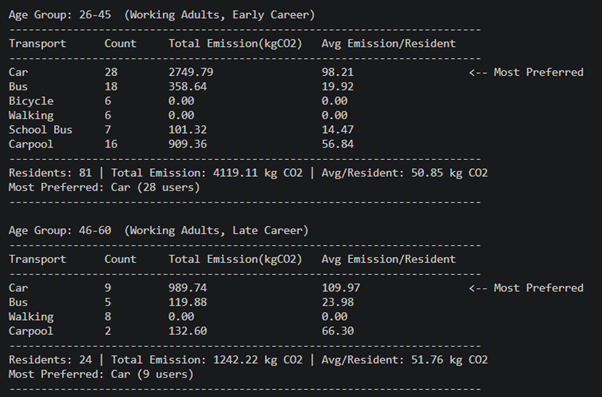 Age Group: 26-45  (Working Adults, Early Career)
------------------------------------------------------------------------
Transport      Count     Total Emission(kgCO2)   Avg Emission/Resident
------------------------------------------------------------------------
Car            28        2749.79                 98.21                  <-- Most Preferred
Bus            18        358.64                  19.92
Bicycle        6         0.00                    0.00
Walking        6         0.00                    0.00
School Bus     7         101.32                  14.47
Carpool        16        909.36                  56.84
------------------------------------------------------------------------
Residents: 81 | Total Emission: 4119.11 kg CO2 | Avg/Resident: 50.85 kg CO2
Most Preferred: Car (28 users)
------------------------------------------------------------------------
Age Group: 46-60  (Working Adults, Late Career)
------------------------------------------------------------------------
Transport      Count     Total Emission(kgCO2)   Avg Emission/Resident
------------------------------------------------------------------------
Car            9         989.74                  109.97                 <-- Most Preferred
Bus            5         119.88                  23.98
Walking        8         0.00                    0.00
Carpool        2         132.60                  66.30
------------------------------------------------------------------------
Residents: 24 | Total Emission: 1242.22 kg CO2 | Avg/Resident: 51.76 kg CO2
Most Preferred: Car (9 users)
------------------------------------------------------------------------